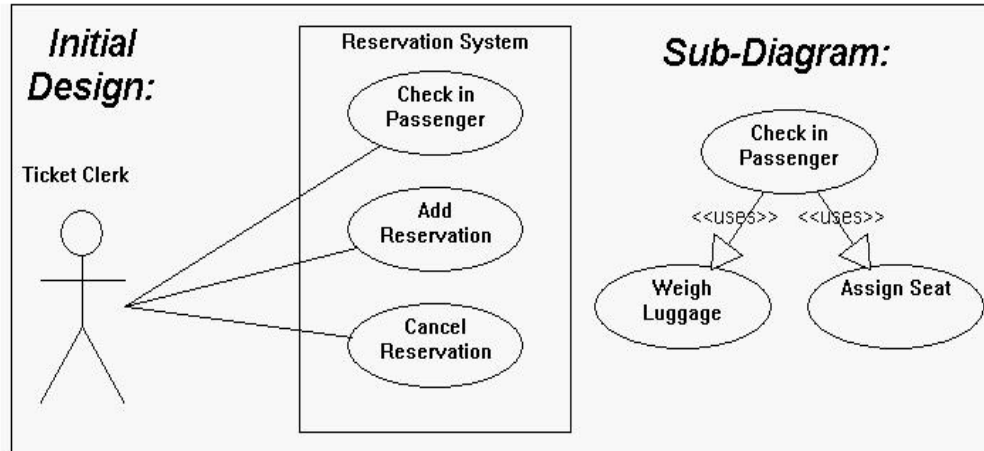 Initial
Design:
Ticket Clerk
Reservation System
Check in
Passenger
Add
Reservation
Cancel
Reservation
Sub-Diagram:
Check in
Passenger
<<uses>> <<uses>>
Weigh
Luggage
Assign Seat